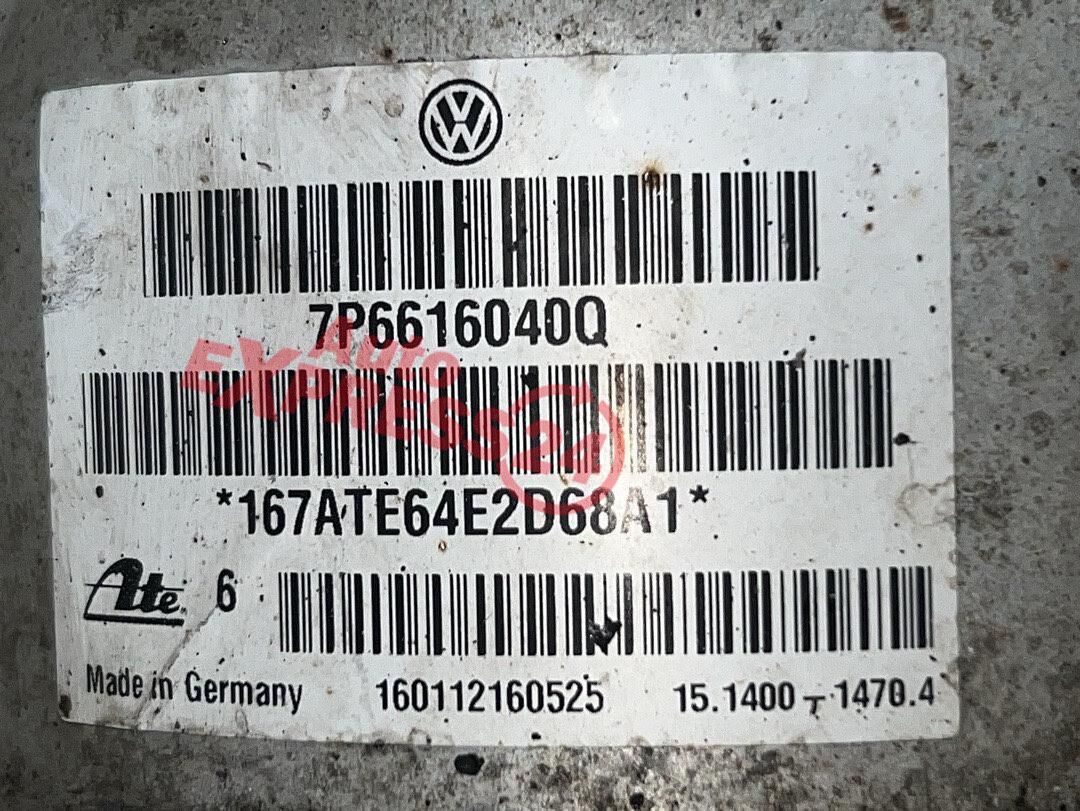 7P6616040Q
Auto
EXPRESS24
*167ATE64E2D68A1*
Ate 6
Made in Germany 160112160525 15.1400-1470.4